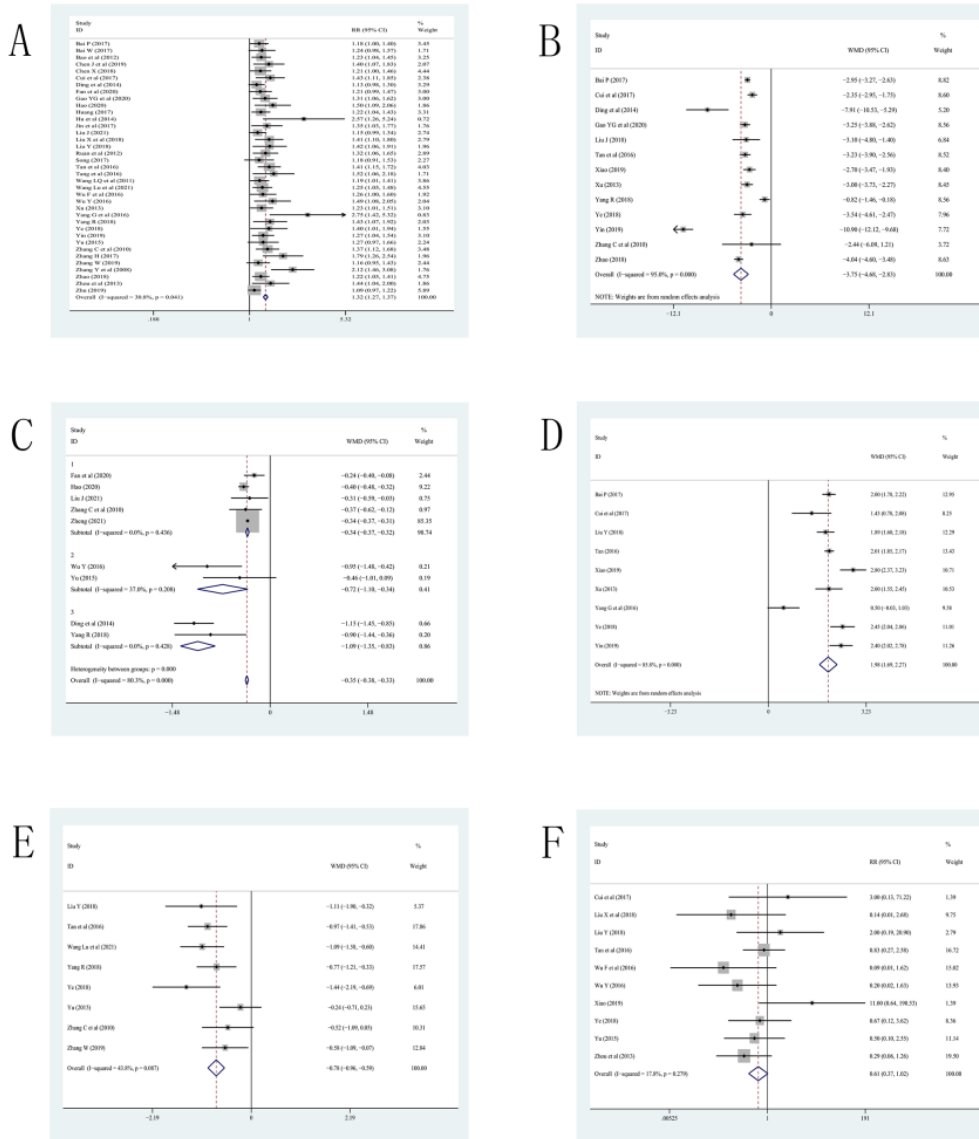 A
Study %
ID RR (95% CI) Weight
Bai P (2017) 1.18 (1.00, 1.40) 3.45
Bai W (2017) 1.24 (0.98, 1.57) 1.71
Bao et al (2012) 1.23 (1.04, 1.45) 3.25
Chen J et al (2019) 1.40 (1.07, 1.83) 2.07
Chen X (2018) 1.21 (1.00, 1.46) 4.44
Cui et al (2017) 1.43 (1.11, 1.85) 2.38
Ding et al (2014) 1.13 (0.98, 1.30) 3.29
Fan et al (2020) 1.21 (0.99, 1.47) 3.00
Gao YG et al (2020) 1.31 (1.06, 1.62) 3.00
Hao (2020) 1.50 (1.09, 2.06) 1.86
Huang (2017) 1.22 (1.04, 1.43) 3.31
Hu et al (2014) 2.57 (1.26, 5.24) 0.72
Jin et al (2017) 1.35 (1.03, 1.77) 1.76
Liu J (2021) 1.15 (0.99, 1.34) 2.74
Liu X et al (2018) 1.41 (1.10, 1.80) 2.79
Liu Y (2018) 1.42 (1.06, 1.91) 1.96
Ruan et al (2012) 1.32 (1.06, 1.65) 2.89
Song (2017) 1.18 (0.91, 1.53) 2.27
Tan et al (2016) 1.41 (1.15, 1.72) 4.03
Tang et al (2016) 1.52 (1.06, 2.18) 1.71
Wang LQ et al (2011) 1.19 (1.01, 1.41) 3.86
Wang Lu et al (2021) 1.25 (1.05, 1.48) 4.55
Wu F et al (2016) 1.26 (1.00, 1.60) 1.92
Wu Y (2016) 1.49 (1.08, 2.05) 2.04
Xu (2013) 1.23 (1.01, 1.51) 3.10
Yang G et al (2016) 2.75 (1.42, 5.32) 0.83
Yang R (2018) 1.43 (1.07, 1.92) 2.03
Ye (2018) 1.40 (1.01, 1.94) 1.55
Yin (2019) 1.27 (1.04, 1.54) 3.10
Yu (2015) 1.27 (0.97, 1.66) 2.24
Zhang C et al (2010) 1.37 (1.12, 1.68) 3.48
Zhang H (2017) 1.79 (1.26, 2.54) 1.96
Zhang W (2019) 1.16 (0.95, 1.43) 2.44
Zhang Y et al (2008) 2.12 (1.46, 3.08) 1.76
Zhao (2018) 1.22 (1.05, 1.41) 4.75
Zhou et al (2013) 1.44 (1.04, 2.00) 1.86
Zhu (2019) 1.09 (0.97, 1.22) 5.89
Overall (I-squared = 30.8%, p = 0.041) 1.32 (1.27, 1.37) 100.00
.188 1 5.32
B
Study %
ID WMD (95% CI) Weight
Bai P (2017) −2.95 (−3.27, −2.63) 8.82
Cui et al (2017) −2.35 (−2.95, −1.75) 8.60
Ding et al (2014) −7.91 (−10.53, −5.29) 5.20
Gao YG et al (2020) −3.25 (−3.88, −2.62) 8.56
Liu J (2018) −3.10 (−4.80, −1.40) 6.84
Tan et al (2016) −3.23 (−3.90, −2.56) 8.52
Xiao (2019) −2.70 (−3.47, −1.93) 8.40
Xu (2013) −3.00 (−3.73, −2.27) 8.45
Yang R (2018) −0.82 (−1.46, −0.18) 8.56
Ye (2018) −3.54 (−4.61, −2.47) 7.96
Yin (2019) −10.90 (−12.12, −9.68) 7.72
Zhang C et al (2010) −2.44 (−6.09, 1.21) 3.72
Zhao (2018) −4.04 (−4.60, −3.48) 8.63
Overall (I-squared = 95.0%, p = 0.000) −3.75 (−4.68, −2.83) 100.00
NOTE: Weights are from random effects analysis
−12.1 0 12.1
C
Study %
ID WMD (95% CI) Weight
1
Fan et al (2020) −0.24 (−0.40, −0.08) 2.44
Hao (2020) −0.40 (−0.48, −0.32) 9.22
Liu J (2021) −0.31 (−0.59, −0.03) 0.75
Zhang C et al (2010) −0.37 (−0.62, −0.12) 0.97
Zheng (2021) −0.34 (−0.37, −0.31) 85.35
Subtotal (I-squared = 0.0%, p = 0.436) −0.34 (−0.37, −0.32) 98.74
2
Wu Y (2016) −0.95 (−1.48, −0.42) 0.21
Yu (2015) −0.46 (−1.01, 0.09) 0.19
Subtotal (I-squared = 37.0%, p = 0.208) −0.72 (−1.10, −0.34) 0.41
3
Ding et al (2014) −1.15 (−1.45, −0.85) 0.66
Yang R (2018) −0.90 (−1.44, −0.36) 0.20
Subtotal (I-squared = 0.0%, p = 0.428) −1.09 (−1.35, −0.83) 0.86
Heterogeneity between groups: p = 0.000
Overall (I-squared = 80.3%, p = 0.000) −0.35 (−0.38, −0.33) 100.00
−1.48 0 1.48
D
Study %
ID WMD (95% CI) Weight
Bai P (2017) 2.00 (1.78, 2.22) 12.95
Cui et al (2017) 8.25
Liu Y (2018) 1.89 (1.60, 2.18) 12.29
Tan (2016) 2.01 (1.85, 2.17) 13.43
Xiao (2019) 2.80 (2.37, 3.23) 10.71
Xu (2013) 2.00 (1.55, 2.45) 10.53
Yang G et al (2016) 0.50 (−0.03, 1.03) 9.58
Ye (2018) 2.45 (2.04, 2.86) 11.01
Yin (2019) 2.40 (2.02, 2.78) 11.26
Overall (I-squared = 85.0%, p = 0.000) 1.98 (1.69, 2.27) 100.00
NOTE: Weights are from random effects analysis
−3.23 0 3.23
E
Study %
ID WMD (95% CI) Weight
Liu Y (2018) −1.11 (−1.90, −0.32) 5.37
Tan et al (2016) −0.97 (−1.41, −0.53) 17.86
Wang Lu et al (2021) −1.09 (−1.58, −0.60) 14.41
Yang R (2018) −0.77 (−1.21, −0.33) 17.57
Ye (2018) −1.44 (−2.19, −0.69) 6.01
Yu (2015) −0.24 (−0.71, 0.23) 15.65
Zhang C et al (2010) −0.52 (−1.09, 0.05) 10.31
Zhang W (2019) −0.58 (−1.09, −0.07) 12.84
Overall (I-squared = 43.8%, p = 0.087) −0.78 (−0.96, −0.59) 100.00
−2.19 0 2.19
F
Study %
ID RR (95% CI) Weight
Cui et al (2017) 3.00 (0.13, 71.22) 1.39
Liu X et al (2018) 0.14 (0.01, 2.68) 9.75
Liu Y (2018) 2.00 (0.19, 20.90) 2.79
Tan et al (2016) 0.83 (0.27, 2.58) 16.72
Wu F et al (2016) 0.09 (0.01, 1.62) 15.02
Wu Y (2016) 0.20 (0.02, 1.63) 13.93
Xiao (2019) 11.00 (0.64, 190.53) 1.39
Ye (2018) 0.67 (0.12, 3.62) 8.36
Yu (2015) 0.50 (0.10, 2.55) 11.14
Zhou et al (2013) 0.29 (0.06, 1.26) 19.50
Overall (I-squared = 17.8%, p = 0.279) 0.61 (0.37, 1.02) 100.00
.00525 1 191